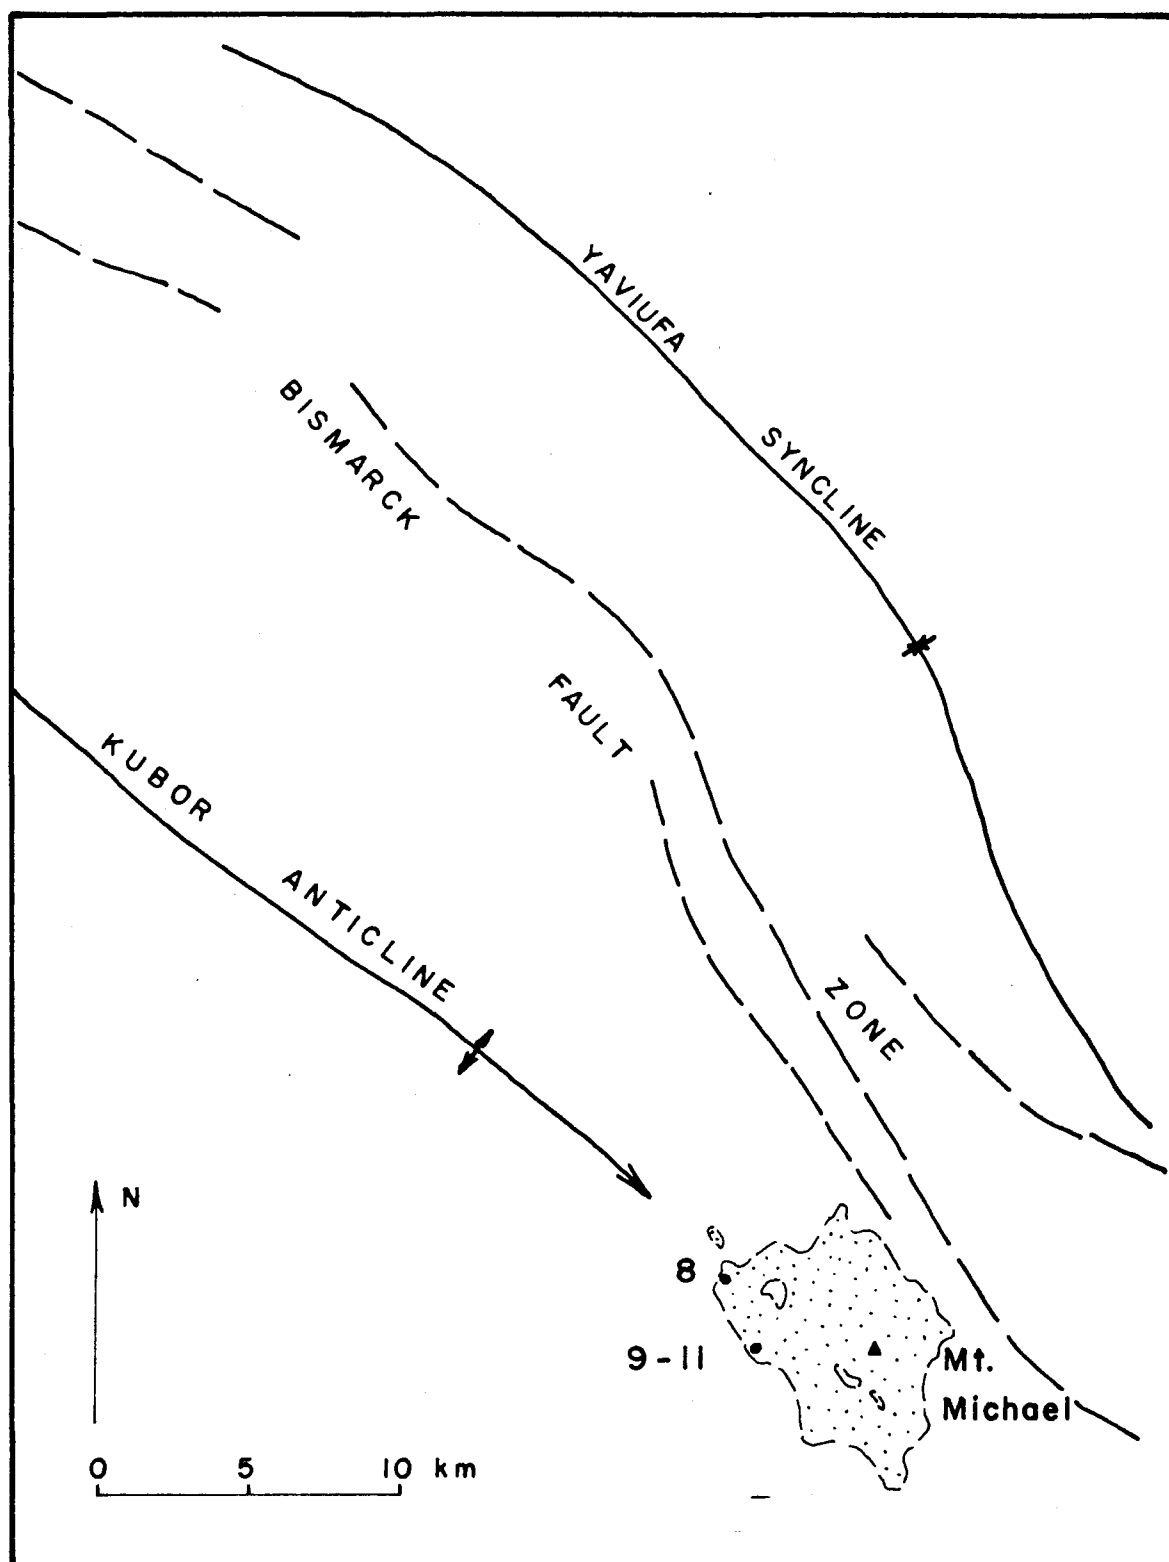 YAVIUFA
SYNCLINE
BISMARCK
FAULT
ZONE
KUBOR
ANTICLINE
N
8
9-11
Mt.
Michael
0 5 10 km